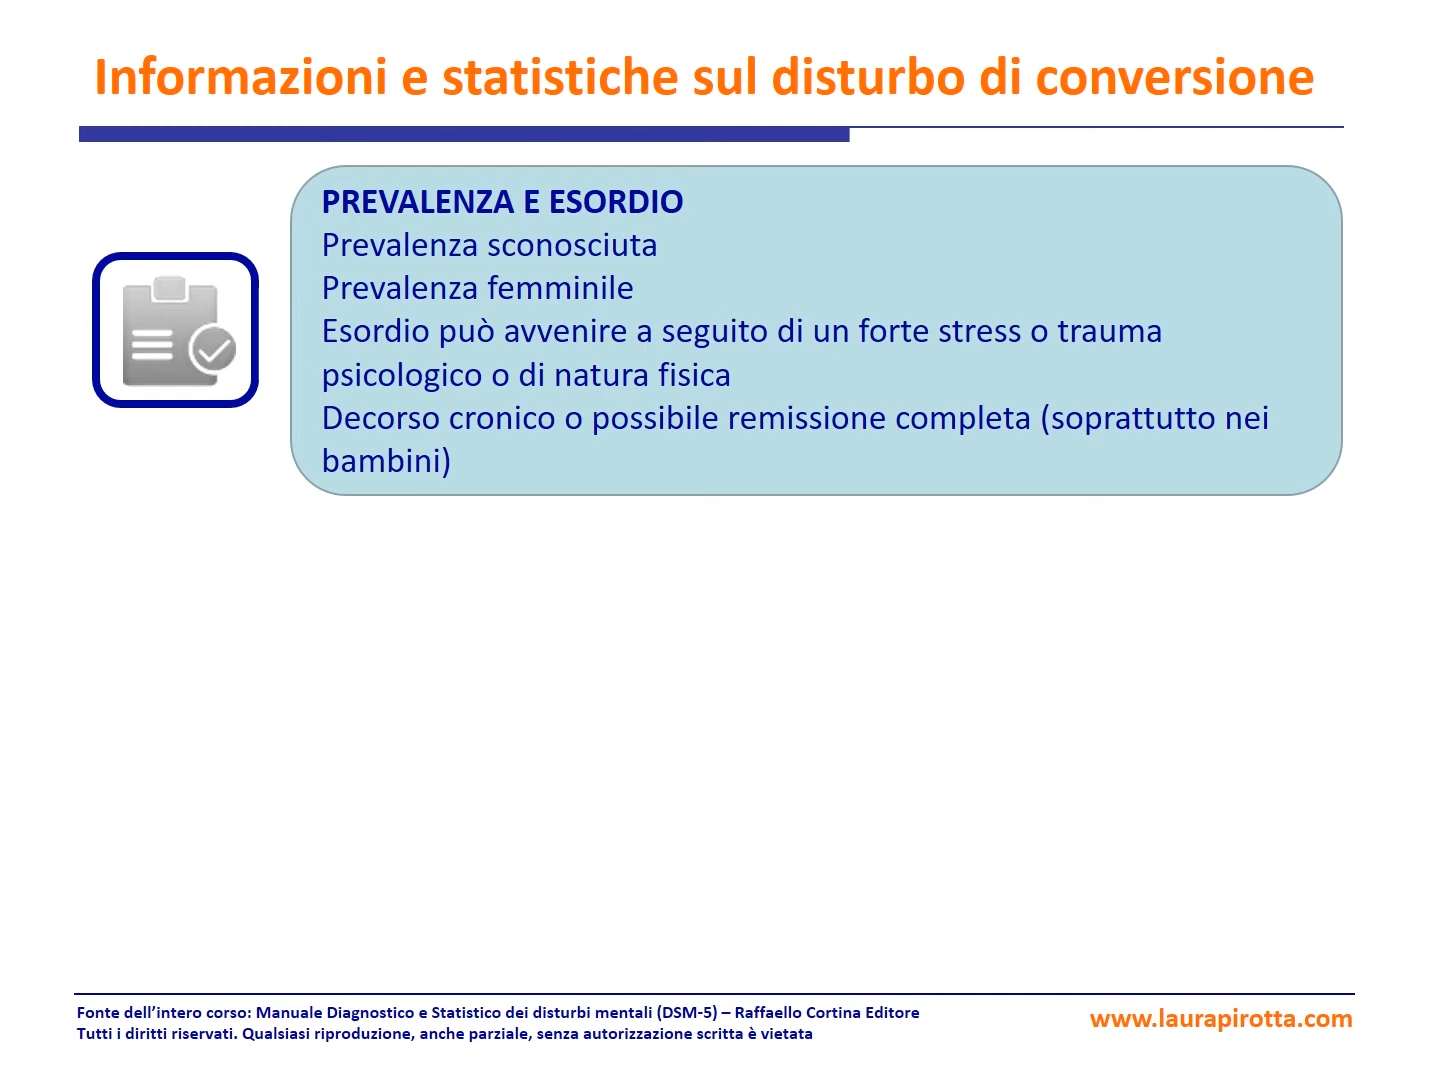 Informazioni e statistiche sul disturbo di conversione
PREVALENZA E ESORDIO
Prevalenza sconosciuta
Prevalenza femminile
Esordio può avvenire a seguito di un forte stress o trauma
psicologico o di natura fisica
Decorso cronico o possibile remissione completa (soprattutto nei
bambini)
Fonte dell’intero corso: Manuale Diagnostico e Statistico dei disturbi mentali (DSM-5) – Raffaello Cortina Editore
Tutti i diritti riservati. Qualsiasi riproduzione, anche parziale, senza autorizzazione scritta è vietata
www.laurapirotta.com